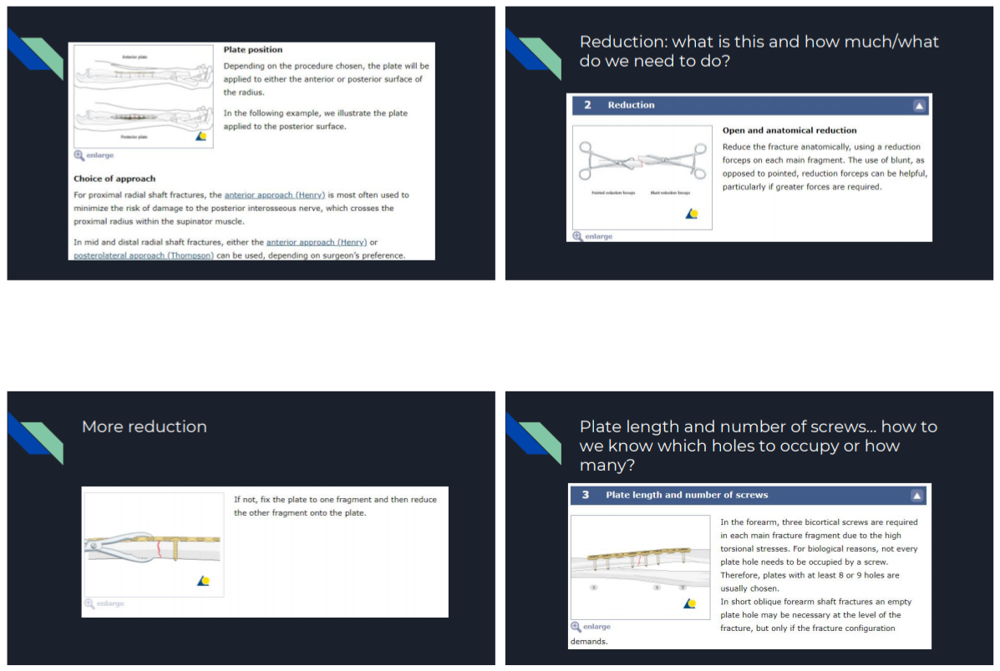 Anterior plate
Posterior plate
enlarge
Plate position
Depending on the procedure chosen, the plate will be
applied to either the anterior or posterior surface of
the radius.
In the following example, we illustrate the plate
applied to the posterior surface.
Choice of approach
For proximal radial shaft fractures, the anterior approach (Henry) is most often used to
minimize the risk of damage to the posterior interosseous nerve, which crosses the
proximal radius within the supinator muscle.
In mid and distal radial shaft fractures, either the anterior approach (Henry) or
posterolateral approach (Thompson) can be used, depending on surgeon's preference.
Reduction: what is this and how much/what
do we need to do?
2 Reduction
Pointed reduction forceps Blunt reduction forceps
enlarge
Open and anatomical reduction
Reduce the fracture anatomically, using a reduction
forceps on each main fragment. The use of blunt, as
opposed to pointed, reduction forceps can be helpful,
particularly if greater forces are required.
More reduction
If not, fix the plate to one fragment and then reduce
the other fragment onto the plate.
enlarge
Plate length and number of screws... how to
we know which holes to occupy or how
many?
3 Plate length and number of screws
In the forearm, three bicortical screws are required
in each main fracture fragment due to the high
torsional stresses. For biological reasons, not every
plate hole needs to be occupied by a screw.
Therefore, plates with at least 8 or 9 holes are
usually chosen.
In short oblique forearm shaft fractures an empty
plate hole may be necessary at the level of the
fracture, but only if the fracture configuration
demands.
enlarge